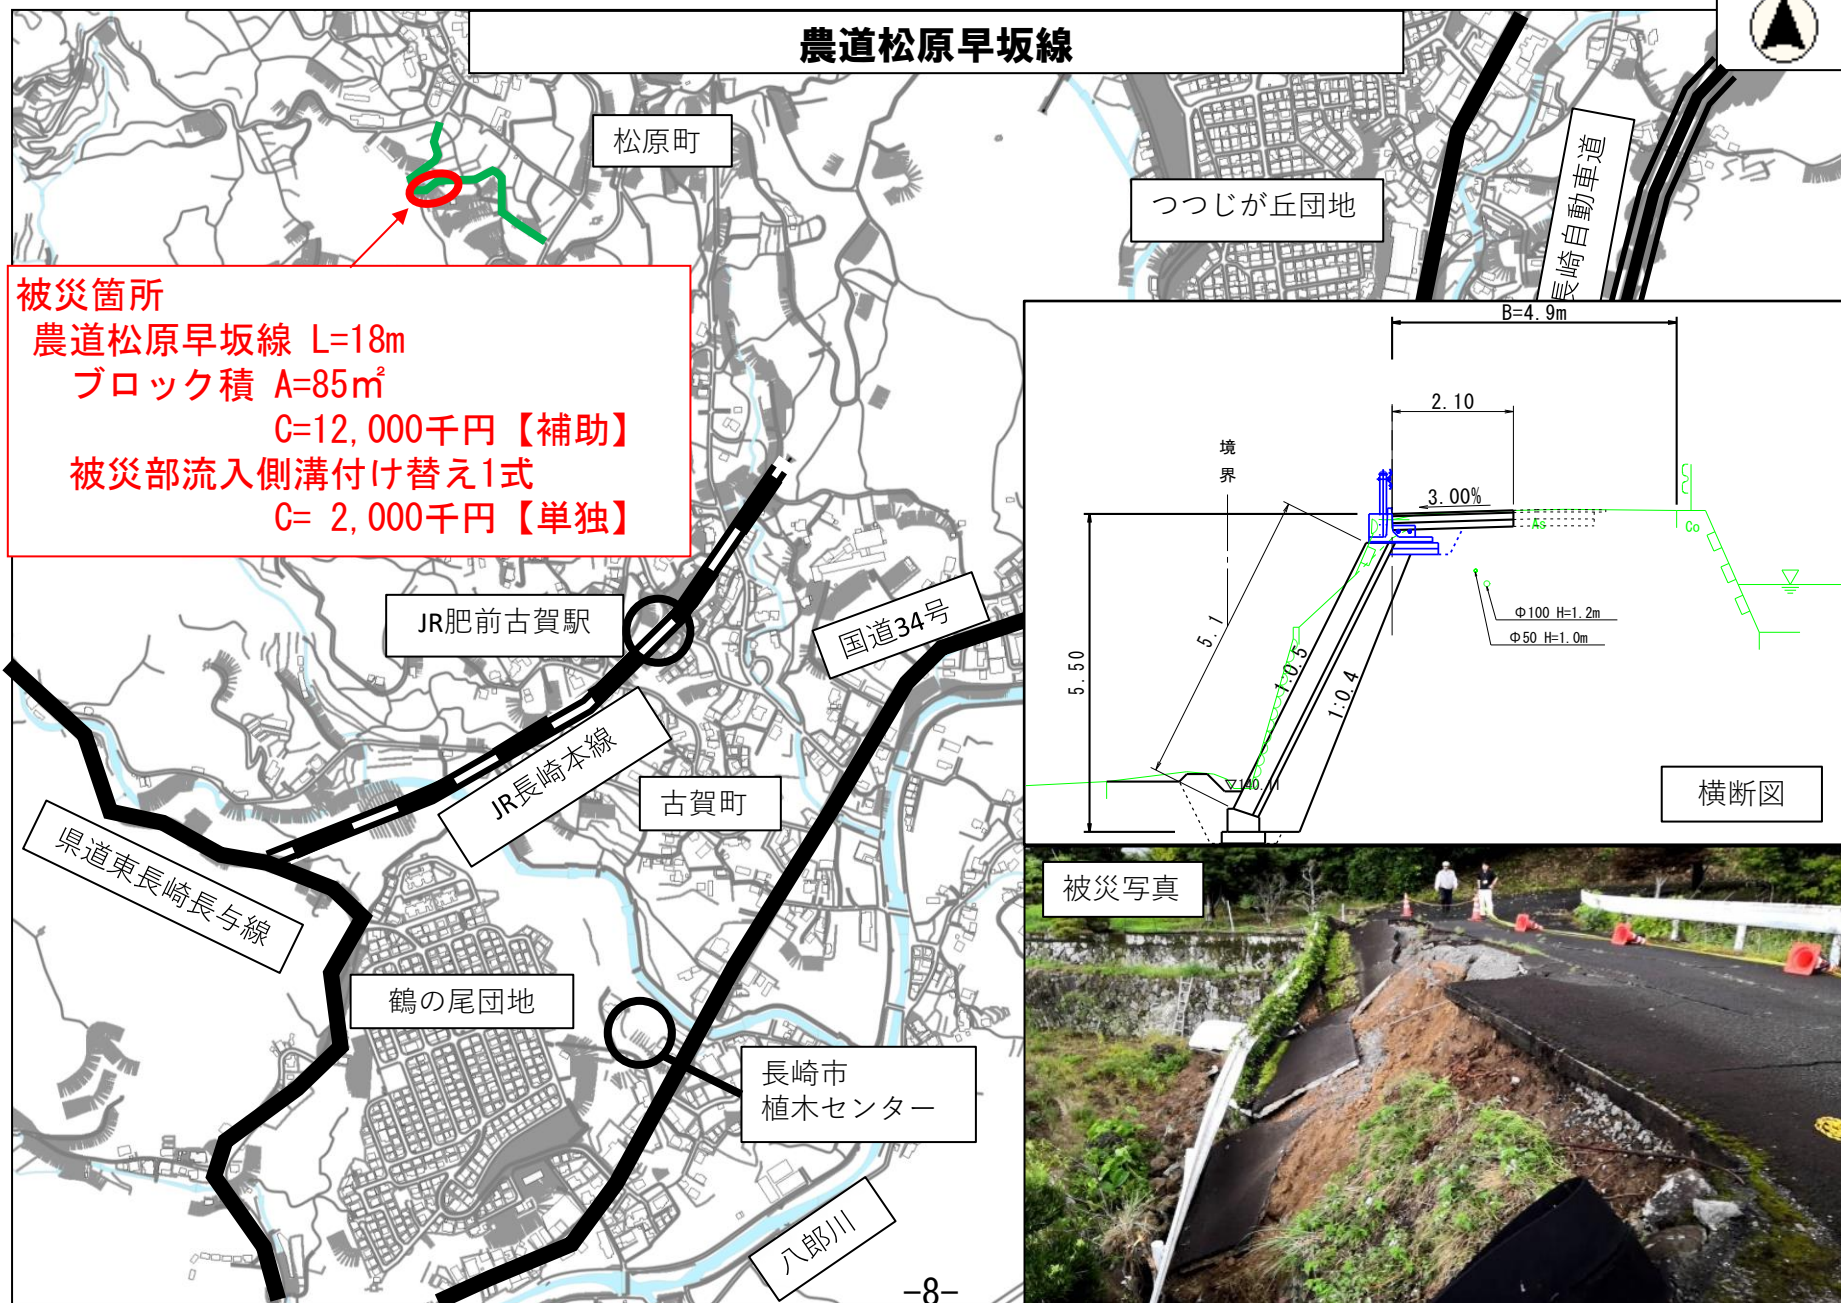 農道松原早坂線
松原町
つつじが丘団地
長崎自動車道
被災箇所
農道松原早坂線 L=18m
ブロック積 A=85㎡
C=12,000千円【補助】
被災部流入側溝付け替え1式
C= 2,000千円【単独】
JR肥前古賀駅
国道34号
JR長崎本線
古賀町
県道東長崎長与線
鶴の尾団地
長崎市
植木センター
八郎川
B=4.9m
2.10
境界
3.00%
As
Co
Φ100 H=1.2m
Φ50 H=1.0m
5.1
5.50
1:0.5
1:0.4
▽140.11
横断図
被災写真
-8-